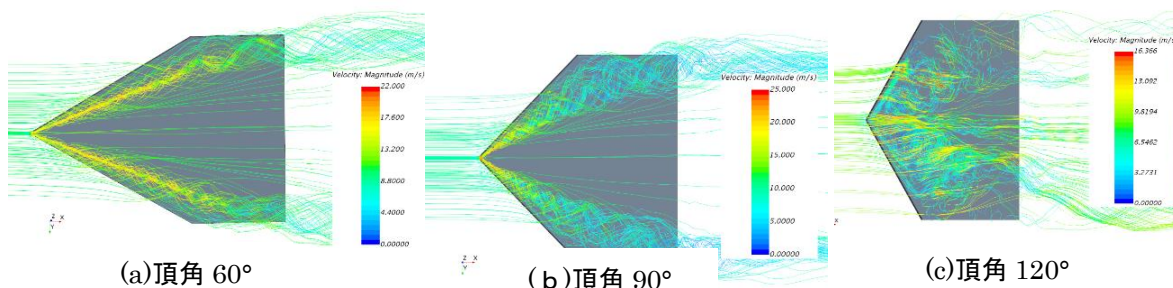 Velocity: Magnitude (m/s)
22.000
17.600
13.200
8.8000
4.4000
0.00000
Z X
Y
(a)頂角 60°
Velocity: Magnitude (m/s)
25.000
20.000
15.000
10.000
5.0000
0.00000
Z X
Y
(b)頂角 90°
Velocity: Magnitude (m/s)
16.366
13.092
9.8194
6.5462
3.2731
0.00000
Z X
Y
(c)頂角 120°